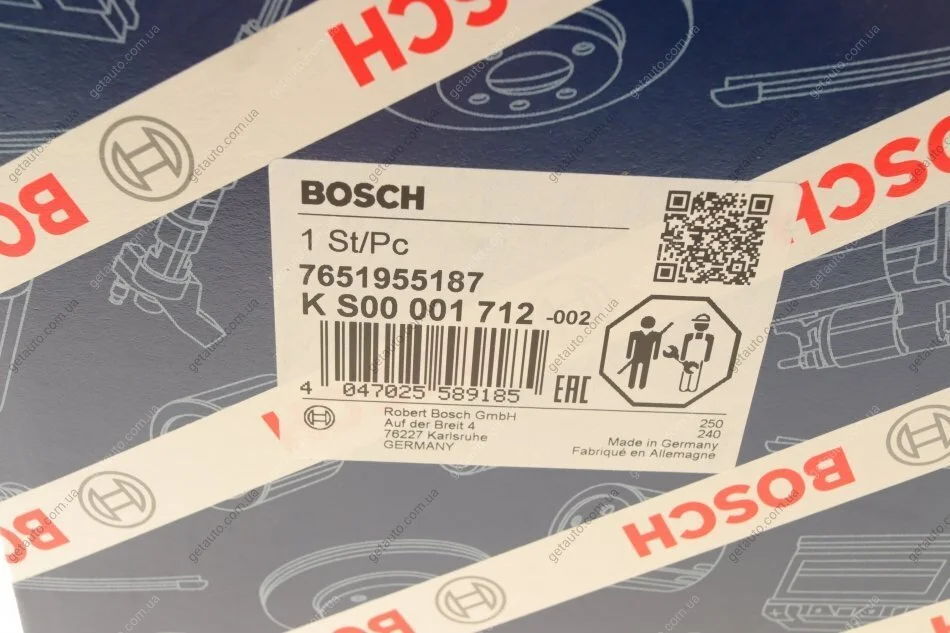 BOSCH
BOSCH
BOSCH
BOSCH
1 St/Pc
7651955187
K S00 001 712 -002
4 047025 589185
EAC
Robert Bosch GmbH
Auf der Breit 4
76227 Karlsruhe
GERMANY
250
240
Made in Germany
Fabriqué en Allemagne
BOSCH
getauto.com.ua